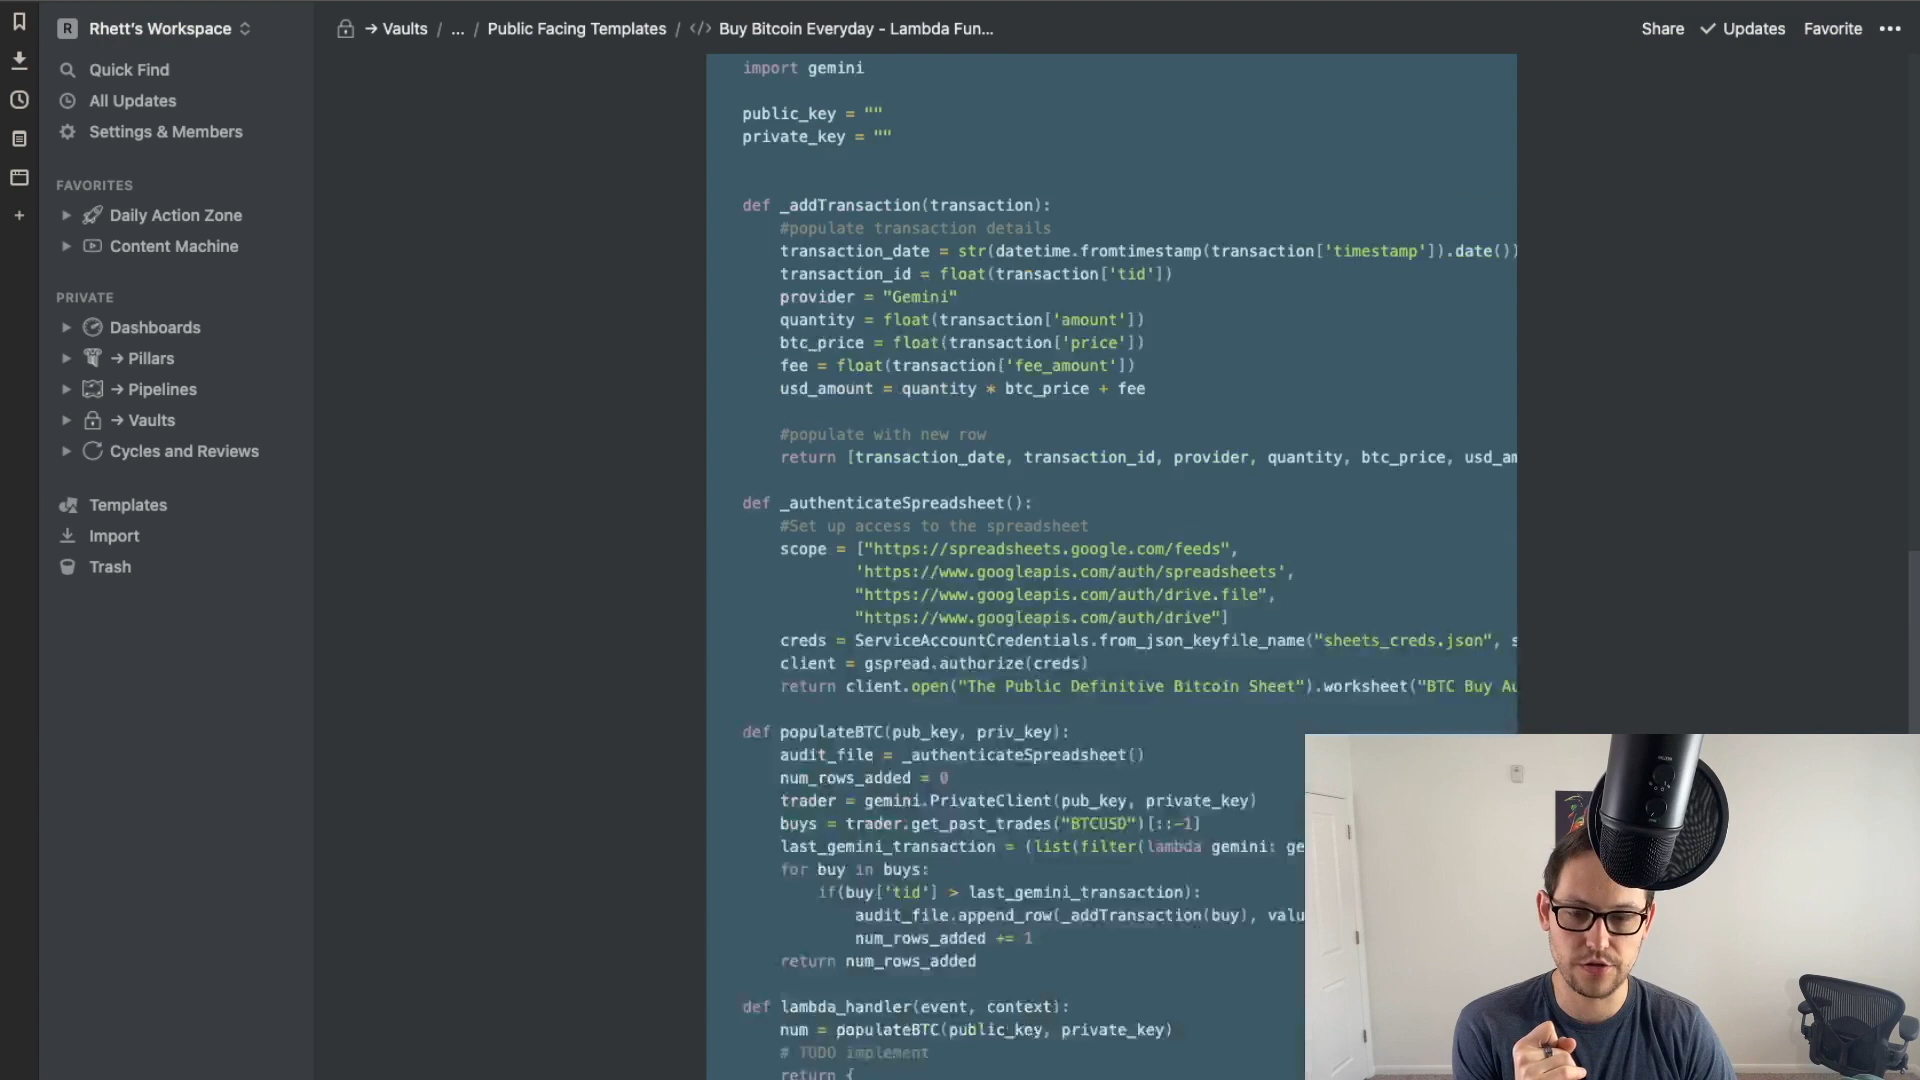 R Rhett's Workspace
→ Vaults / ... / Public Facing Templates / </> Buy Bitcoin Everyday - Lambda Fun...
Share ✓ Updates Favorite •••
Quick Find
All Updates
Settings & Members
FAVORITES
Daily Action Zone
Content Machine
PRIVATE
Dashboards
→ Pillars
→ Pipelines
→ Vaults
Cycles and Reviews
Templates
Import
Trash
import gemini
public_key = ""
private_key = ""
def _addTransaction(transaction):
#populate transaction details
transaction_date = str(datetime.fromtimestamp(transaction['timestamp']).date())
transaction_id = float(transaction['tid'])
provider = "Gemini"
quantity = float(transaction['amount'])
btc_price = float(transaction['price'])
fee = float(transaction['fee_amount'])
usd_amount = quantity * btc_price + fee
#populate with new row
return [transaction_date, transaction_id, provider, quantity, btc_price, usd_am
def _authenticateSpreadsheet():
#Set up access to the spreadsheet
scope = ["https://spreadsheets.google.com/feeds",
'https://www.googleapis.com/auth/spreadsheets',
"https://www.googleapis.com/auth/drive.file",
"https://www.googleapis.com/auth/drive"]
creds = ServiceAccountCredentials.from_json_keyfile_name("sheets_creds.json", s
client = gspread.authorize(creds)
return client.open("The Public Definitive Bitcoin Sheet").worksheet("BTC Buy Au
def populateBTC(pub_key, priv_key):
audit_file = _authenticateSpreadsheet()
num_rows_added = 0
trader = gemini.PrivateClient(pub_key, private_key)
buys = trader.get_past_trades("BTCUSD")[::-1]
last_gemini_transaction = (list(filter(lambda gemini: ge
for buy in buys:
if(buy['tid'] > last_gemini_transaction):
audit_file.append_row(_addTransaction(buy), valu
num_rows_added += 1
return num_rows_added
def lambda_handler(event, context):
num = populateBTC(public_key, private_key)
# TODO implement
return {